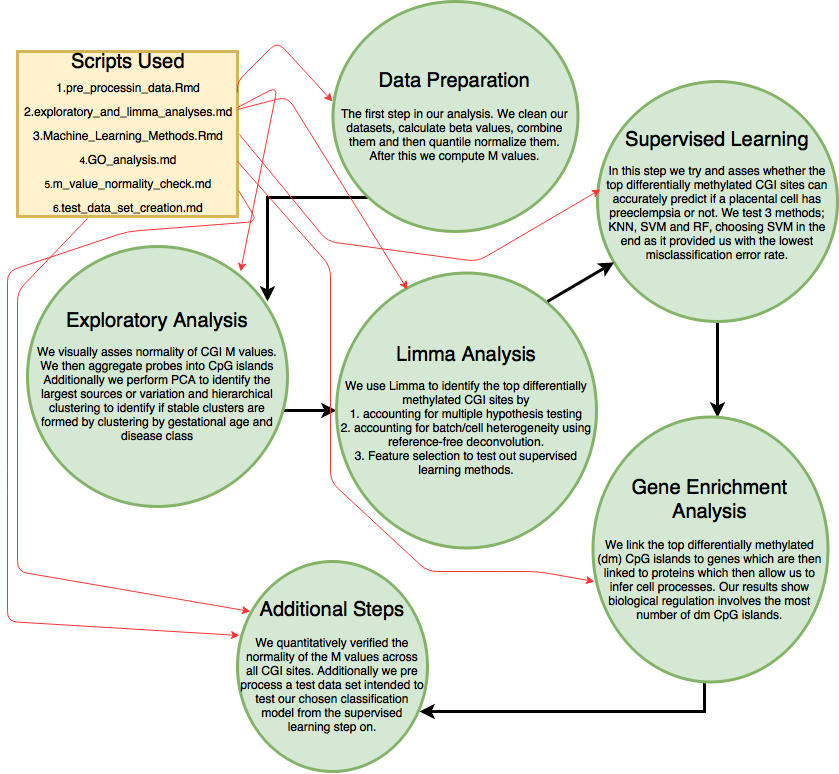 Scripts Used
1.pre_processin_data.Rmd
2.exploratory_and_limma_analyses.md
3.Machine_Learning_Methods.Rmd
4.GO_analysis.md
5.m_value_normality_check.md
6.test_data_set_creation.md
Data Preparation
The first step in our analysis. We clean our
datasets, calculate beta values, combine
them and then quantile normalize them.
After this we compute M values.
Supervised Learning
In this step we try and asses whether the
top differentially methylated CGI sites can
accurately predict if a placental cell has
preeclempsia or not. We test 3 methods;
KNN, SVM and RF, choosing SVM in the
end as it provided us with the lowest
misclassification error rate.
Exploratory Analysis
We visually asses normality of CGI M values.
We then aggregate probes into CpG islands
Additionally we perform PCA to identify the
largest sources or variation and hierarchical
clustering to identify if stable clusters are
formed by clustering by gestational age and
disease class
Limma Analysis
We use Limma to identify the top differentially
methylated CGI sites by
1. accounting for multiple hypothesis testing
2. accounting for batch/cell heterogeneity using
reference-free deconvolution.
3. Feature selection to test out supervised
learning methods.
Gene Enrichment
Analysis
We link the top differentially methylated
(dm) CpG islands to genes which are then
linked to proteins which then allow us to
infer cell processes. Our results show
biological regulation involves the most
number of dm CpG islands.
Additional Steps
We quantitatively verified the
normality of the M values across
all CGI sites. Additionally we pre
process a test data set intended to
test our chosen classification
model from the supervised
learning step on.